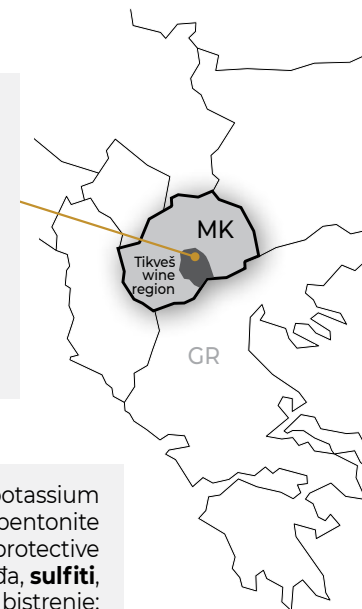 MK
Tikveš
wine
region
GR
potassium
bentonite
protective
đa, sulfiti,
bistrenje: